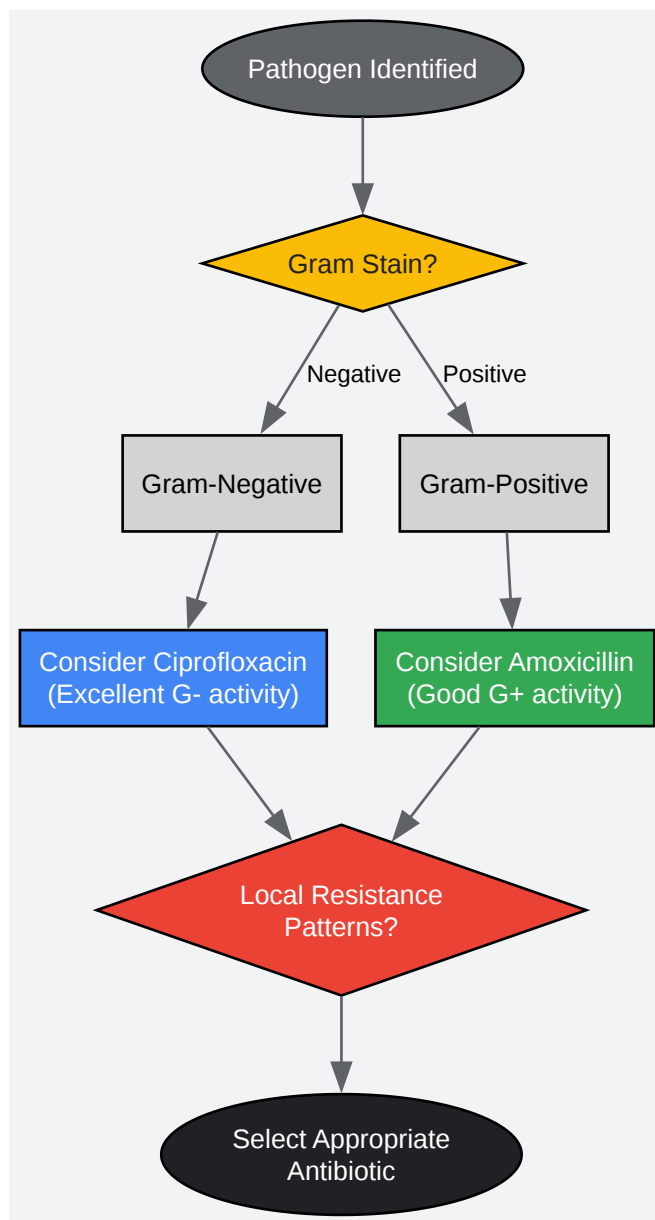 Pathogen Identified
Gram Stain?
Negative
Positive
Gram-Negative
Gram-Positive
Consider Ciprofloxacin
(Excellent G- activity)
Consider Amoxicillin
(Good G+ activity)
Local Resistance
Patterns?
Select Appropriate
Antibiotic